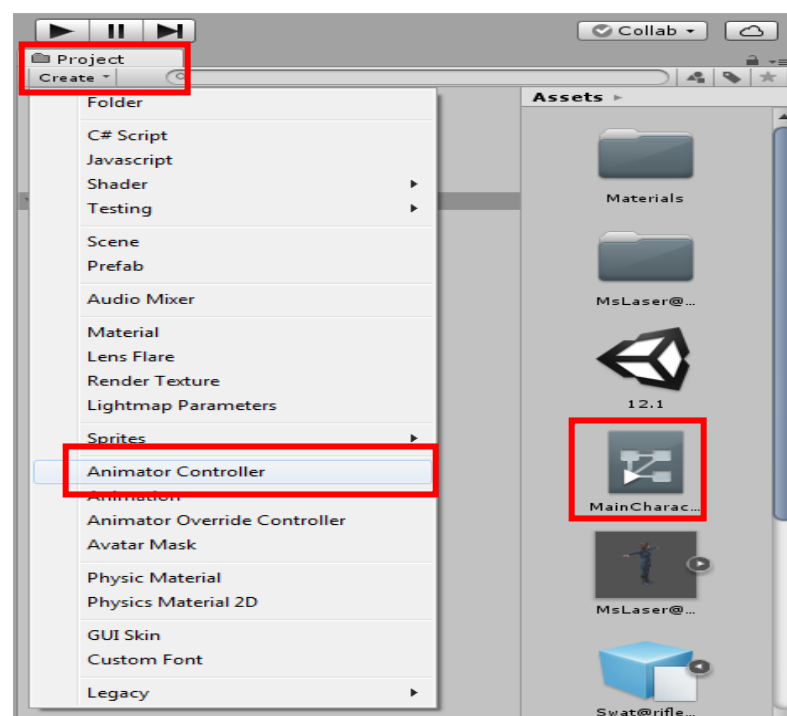 Collab
Project
Create
Assets
Folder
C# Script
Javascript
Shader
Testing
Scene
Prefab
Audio Mixer
Material
Lens Flare
Render Texture
Lightmap Parameters
Sprites
Animator Controller
Animation
Animator Override Controller
Avatar Mask
Physic Material
Physics Material 2D
GUI Skin
Custom Font
Legacy
Materials
MsLaser@...
12.1
MainCharac...
MsLaser@...
Swat@rifle...